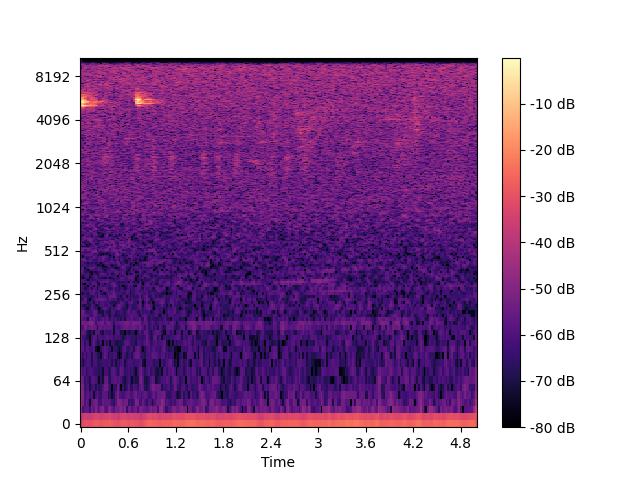 Hz
8192
4096
2048
1024
512
256
128
64
0
0 0.6 1.2 1.8 2.4 3 3.6 4.2 4.8
Time
-10 dB
-20 dB
-30 dB
-40 dB
-50 dB
-60 dB
-70 dB
-80 dB